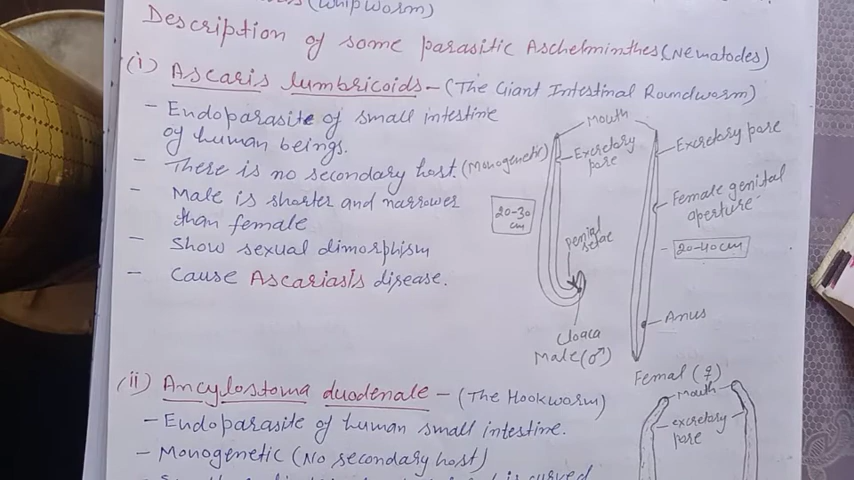 (Whipworm)
Description of some parasitic Aschelminthes (Nematodes)
(i) Ascaris lumbricoids - (The Giant Intestinal Roundworm)
- Endoparasite of small intestine
of human beings.
- There is no secondary host. (Monogenetic)
- Male is shorter and narrower
than female
- Show sexual dimorphism
- Cause Ascariasis disease.
Mouth
Excretory
pore
Excretory pore
Female genital
aperture
20-30
cm
20-40 cm
penial
setae
Anus
Cloaca
Male (♂)
Femal (♀)
(ii) Ancylostoma duodenale - (The Hookworm)
- Endoparasite of human small intestine.
- Monogenetic (No secondary host)
Mouth
excretory
pore
is curved